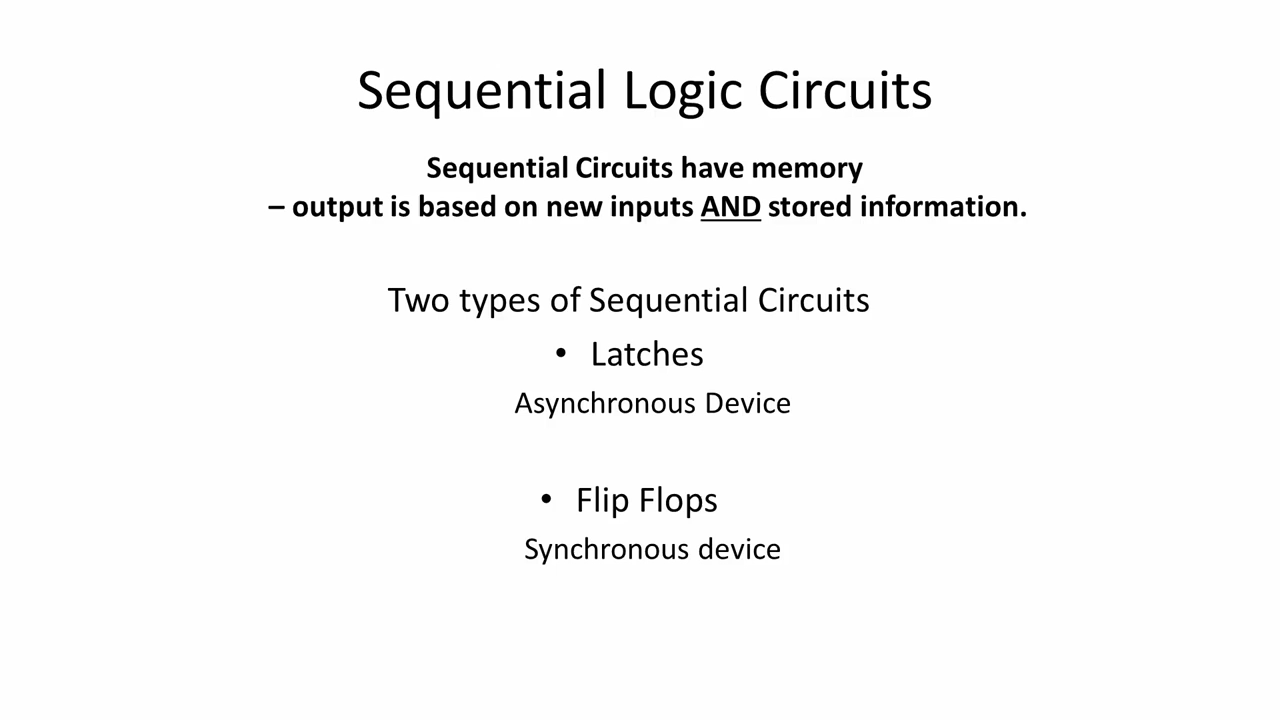 Sequential Logic Circuits
Sequential Circuits have memory
– output is based on new inputs AND stored information.
Two types of Sequential Circuits
• Latches
Asynchronous Device
• Flip Flops
Synchronous device